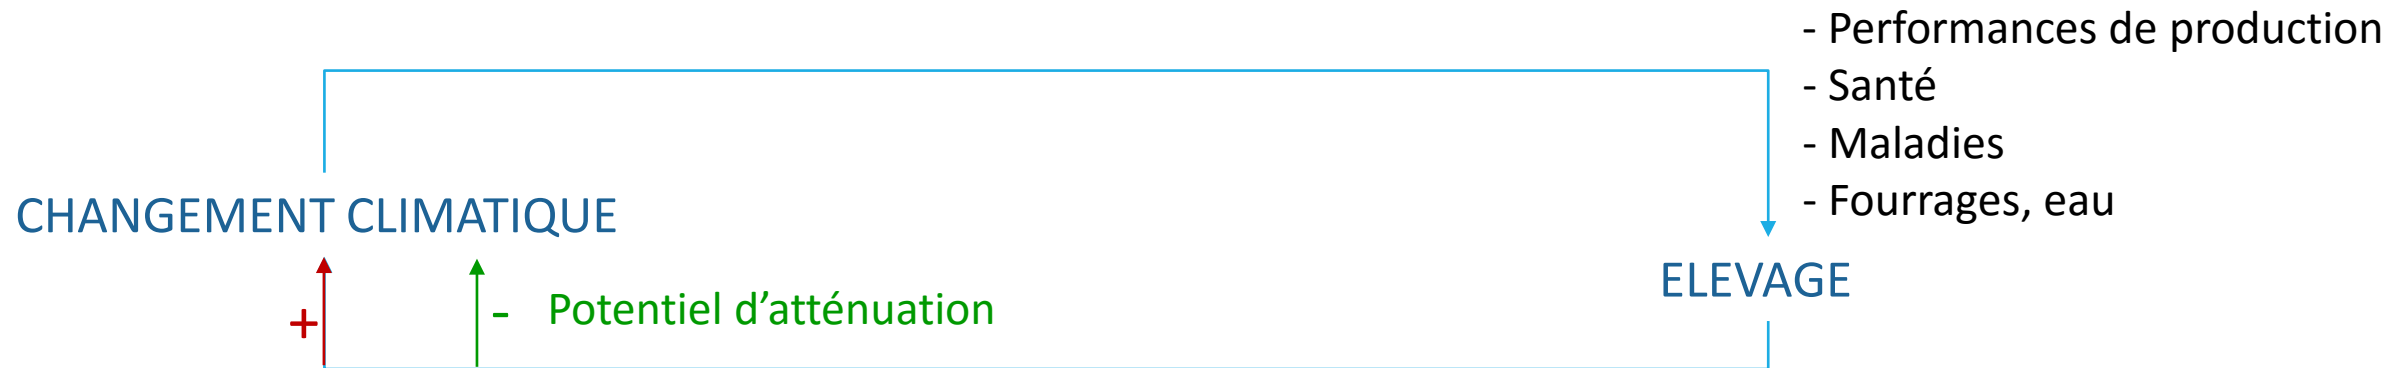 - Performances de production
- Santé
- Maladies
- Fourrages, eau
CHANGEMENT CLIMATIQUE
ELEVAGE
+
- Potentiel d’atténuation